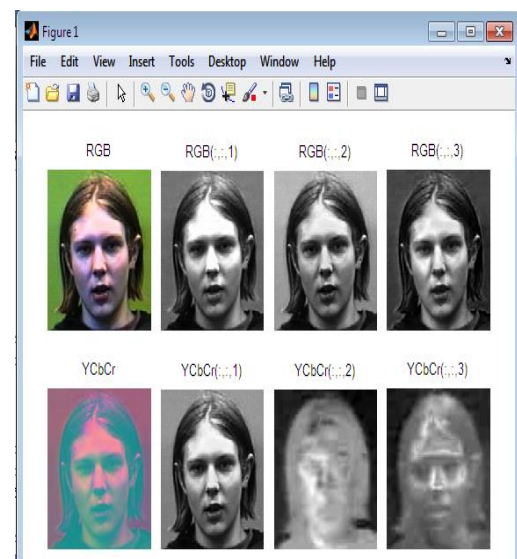 Figure 1
File Edit View Insert Tools Desktop Window Help
RGB RGB(:,:,1) RGB(:,:,2) RGB(:,:,3)
YCbCr YCbCr(:,:,1) YCbCr(:,:,2) YCbCr(:,:,3)